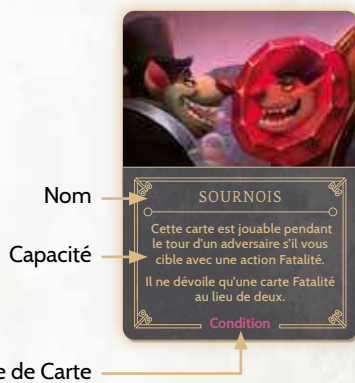 Nom
SOURNOIS
Capacité
Cette carte est jouable pendant
le tour d'un adversaire s'il vous
cible avec une action Fatalité.
Il ne dévoile qu'une carte Fatalité
au lieu de deux.
Condition
e de Carte